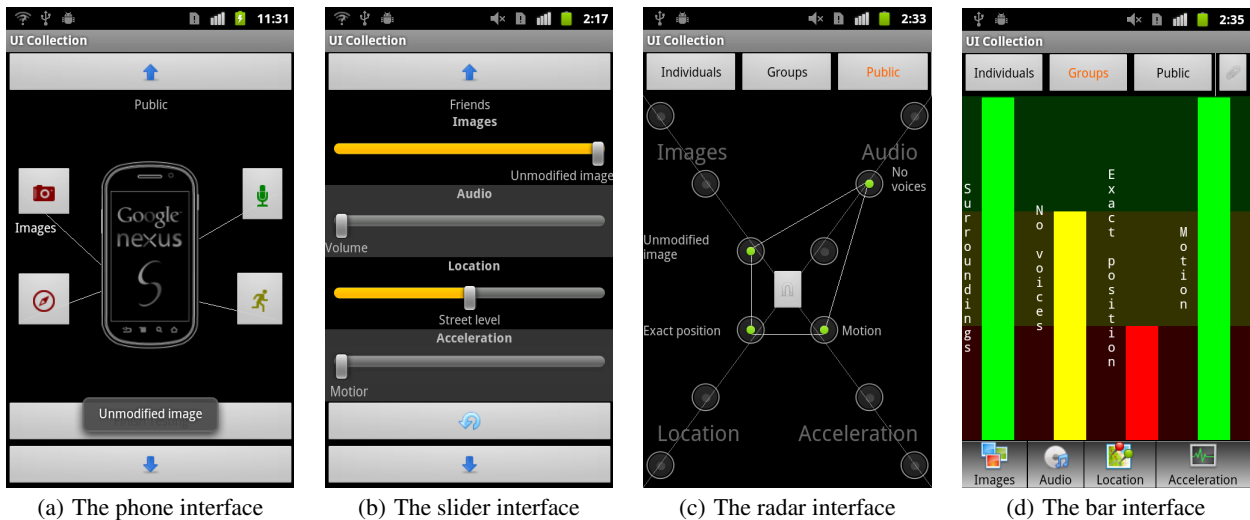 11:31
UI Collection
Public
Images
Google
nexus
S
Unmodified image
(a) The phone interface
2:17
UI Collection
Friends
Images
Unmodified image
Audio
Volume
Location
Street level
Acceleration
Motior
(b) The slider interface
2:33
UI Collection
Individuals
Groups
Public
Images
Audio
No
voices
Unmodified
image
Exact position
Motion
Location
Acceleration
(c) The radar interface
2:35
UI Collection
Individuals
Groups
Public
Surroundings
No voices
Exact position
Motion
Images
Audio
Location
Acceleration
(d) The bar interface